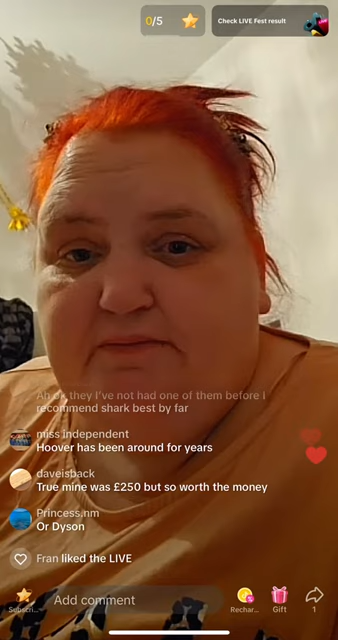 0/5
Check LIVE Fest result
Ah ok they I've not had one of them before I
recommend shark best by far
miss independent
Hoover has been around for years
daveisback
True mine was £250 but so worth the money
Princess.nm
Or Dyson
Fran liked the LIVE
Subscri...
Add comment
Rechar...
Gift
1